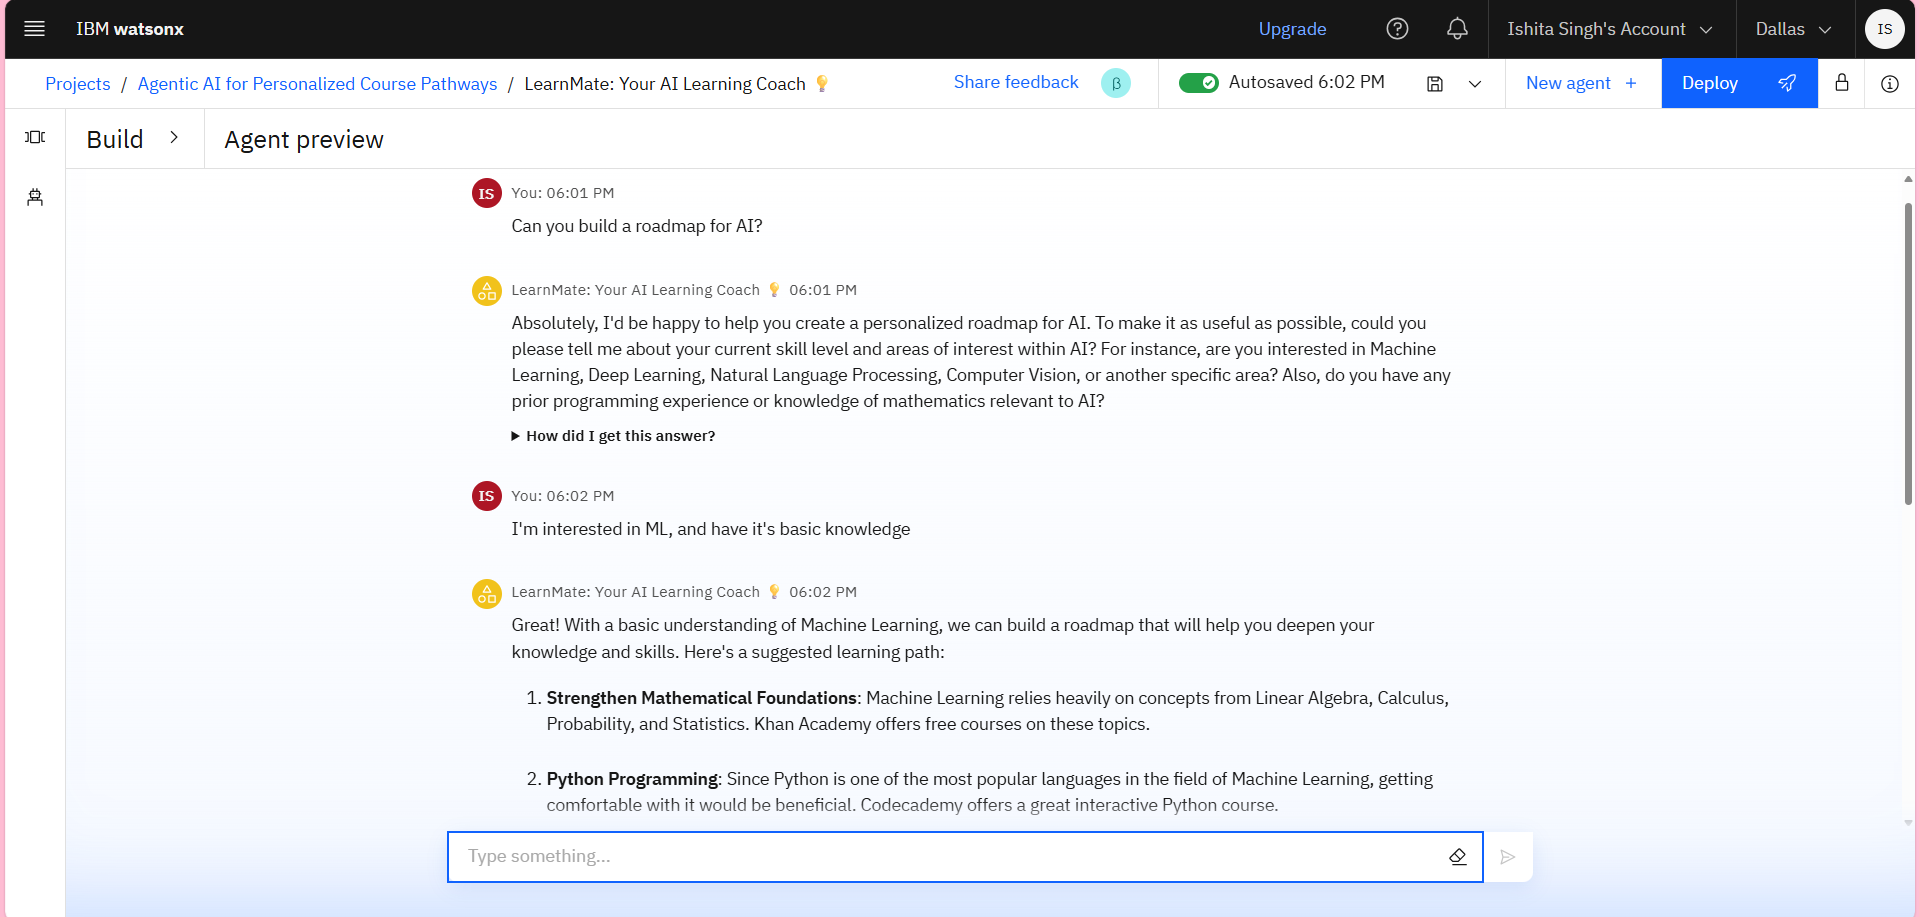 IBM watsonx
Upgrade
Ishita Singh's Account
Dallas
IS
Projects / Agentic AI for Personalized Course Pathways / LearnMate: Your AI Learning Coach 💡
Share feedback
β
Autosaved 6:02 PM
New agent +
Deploy
Build
Agent preview
IS
You: 06:01 PM
Can you build a roadmap for AI?
LearnMate: Your AI Learning Coach 💡 06:01 PM
Absolutely, I'd be happy to help you create a personalized roadmap for AI. To make it as useful as possible, could you
please tell me about your current skill level and areas of interest within AI? For instance, are you interested in Machine
Learning, Deep Learning, Natural Language Processing, Computer Vision, or another specific area? Also, do you have any
prior programming experience or knowledge of mathematics relevant to AI?
How did I get this answer?
IS
You: 06:02 PM
I'm interested in ML, and have it's basic knowledge
LearnMate: Your AI Learning Coach 💡 06:02 PM
Great! With a basic understanding of Machine Learning, we can build a roadmap that will help you deepen your
knowledge and skills. Here's a suggested learning path:
1. Strengthen Mathematical Foundations: Machine Learning relies heavily on concepts from Linear Algebra, Calculus,
Probability, and Statistics. Khan Academy offers free courses on these topics.
2. Python Programming: Since Python is one of the most popular languages in the field of Machine Learning, getting
comfortable with it would be beneficial. Codecademy offers a great interactive Python course.
Type something...